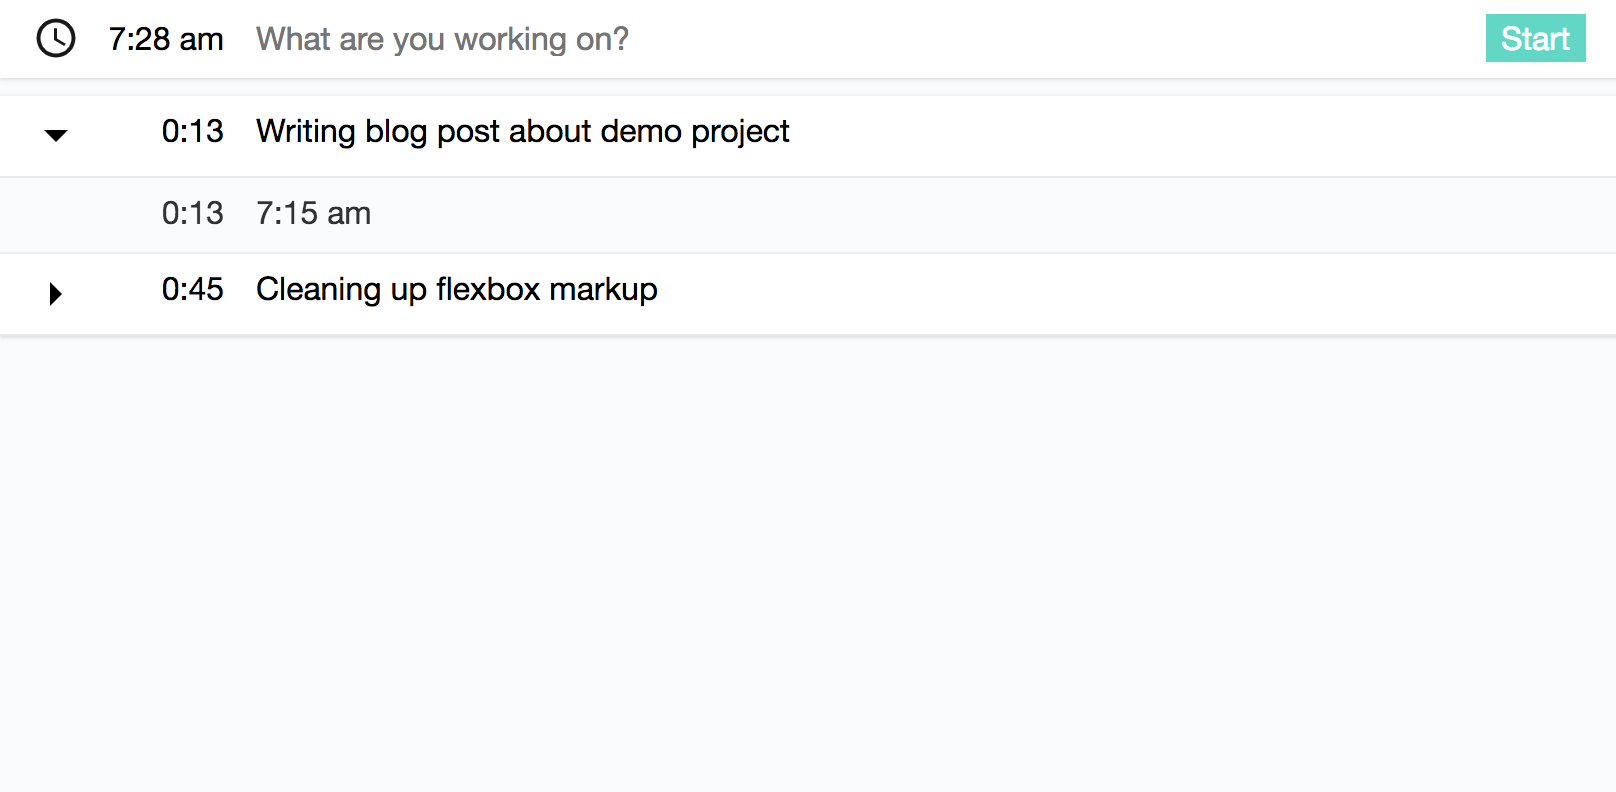 7:28 am What are you working on? Start
0:13 Writing blog post about demo project
0:13 7:15 am
0:45 Cleaning up flexbox markup